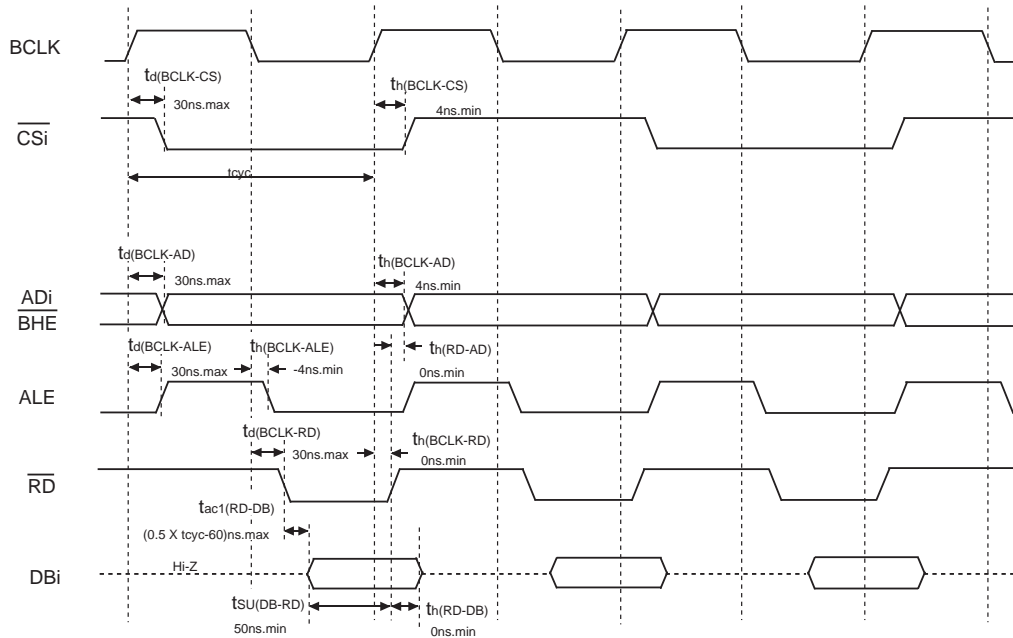 BCLK
td(BCLK-CS)
30ns.max
th(BCLK-CS)
4ns.min
CSi
tcyc
td(BCLK-AD)
30ns.max
th(BCLK-AD)
4ns.min
ADi
BHE
td(BCLK-ALE)
30ns.max
th(BCLK-ALE)
-4ns.min
th(RD-AD)
0ns.min
ALE
td(BCLK-RD)
30ns.max
th(BCLK-RD)
0ns.min
RD
tac1(RD-DB)
(0.5 X tcyc-60)ns.max
Hi-Z
DBi
tSU(DB-RD)
50ns.min
th(RD-DB)
0ns.min